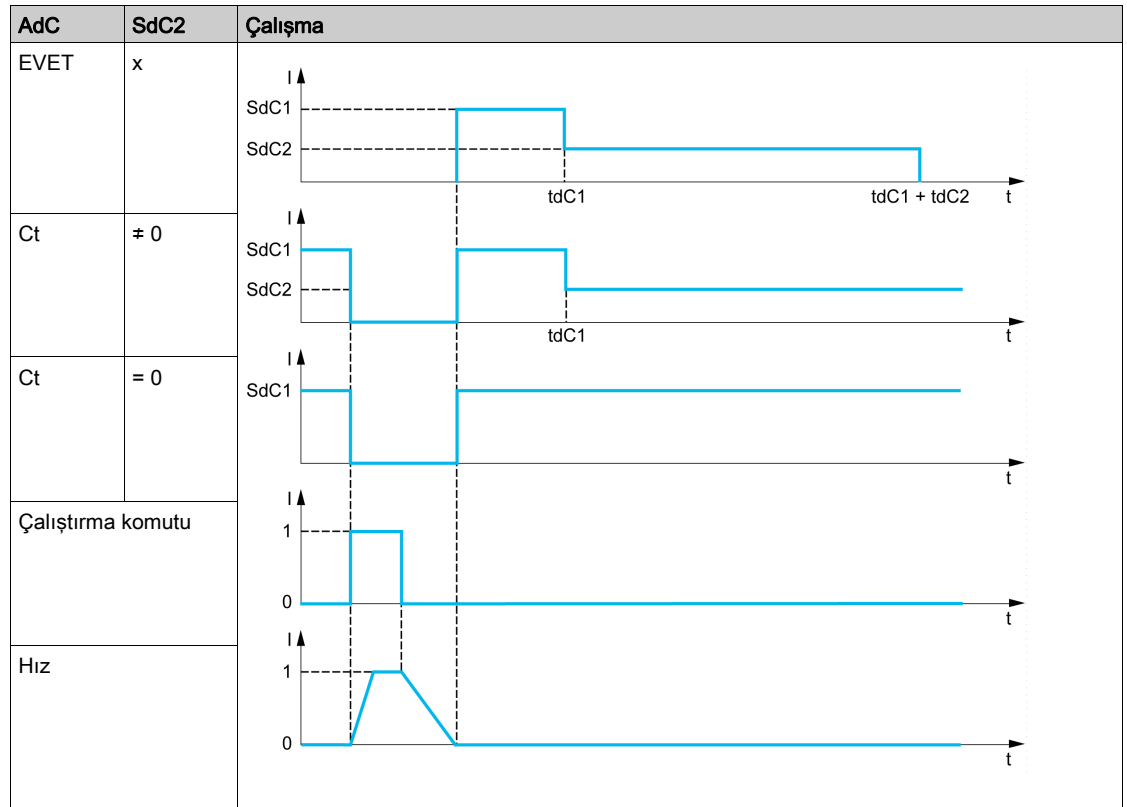 AdC SdC2 Çalışma
EVET x
I
SdC1
SdC2
tdC1 tdC1 + tdC2 t
Ct ≠ 0
I
SdC1
SdC2
tdC1 t
Ct = 0
I
SdC1
t
Çalıştırma komutu
I
1
0
t
Hız
I
1
0
t